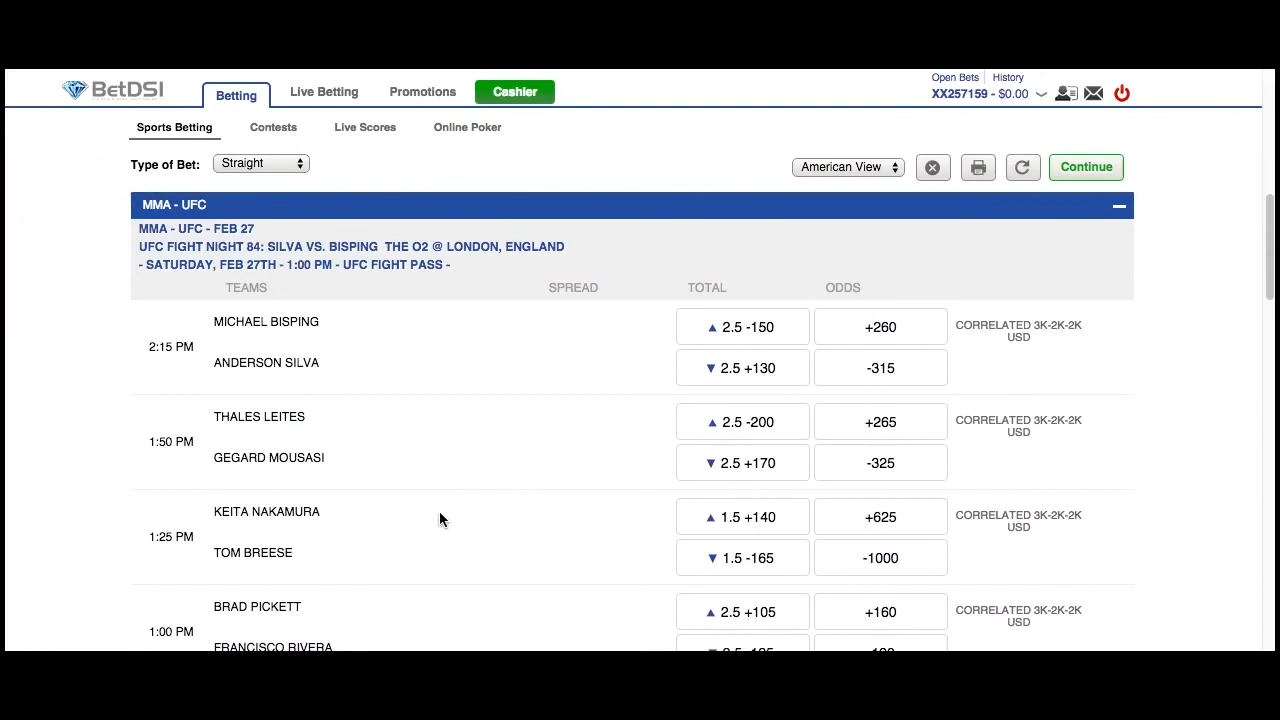 BetDSI
Betting
Live Betting
Promotions
Cashier
Open Bets
History
XX257159 - $0.00
Sports Betting
Contests
Live Scores
Online Poker
Type of Bet:
Straight
American View
Continue
MMA - UFC
MMA - UFC - FEB 27
UFC FIGHT NIGHT 84: SILVA VS. BISPING THE O2 @ LONDON, ENGLAND
- SATURDAY, FEB 27TH - 1:00 PM - UFC FIGHT PASS -
TEAMS SPREAD TOTAL ODDS
2:15 PM
MICHAEL BISPING
▲ 2.5 -150
+260
CORRELATED 3K-2K-2K
USD
ANDERSON SILVA
▼ 2.5 +130
-315
1:50 PM
THALES LEITES
▲ 2.5 -200
+265
CORRELATED 3K-2K-2K
USD
GEGARD MOUSASI
▼ 2.5 +170
-325
1:25 PM
KEITA NAKAMURA
▲ 1.5 +140
+625
CORRELATED 3K-2K-2K
USD
TOM BREESE
▼ 1.5 -165
-1000
1:00 PM
BRAD PICKETT
▲ 2.5 +105
+160
CORRELATED 3K-2K-2K
USD
FRANCISCO RIVERA